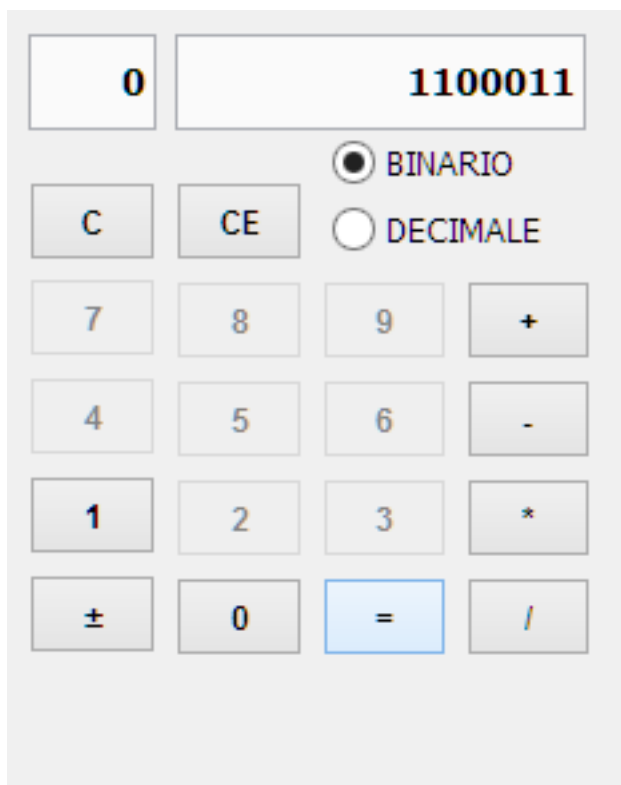 0 1100011
BINARIO
C CE DECIMALE
7 8 9 +
4 5 6 -
1 2 3 *
± 0 = /